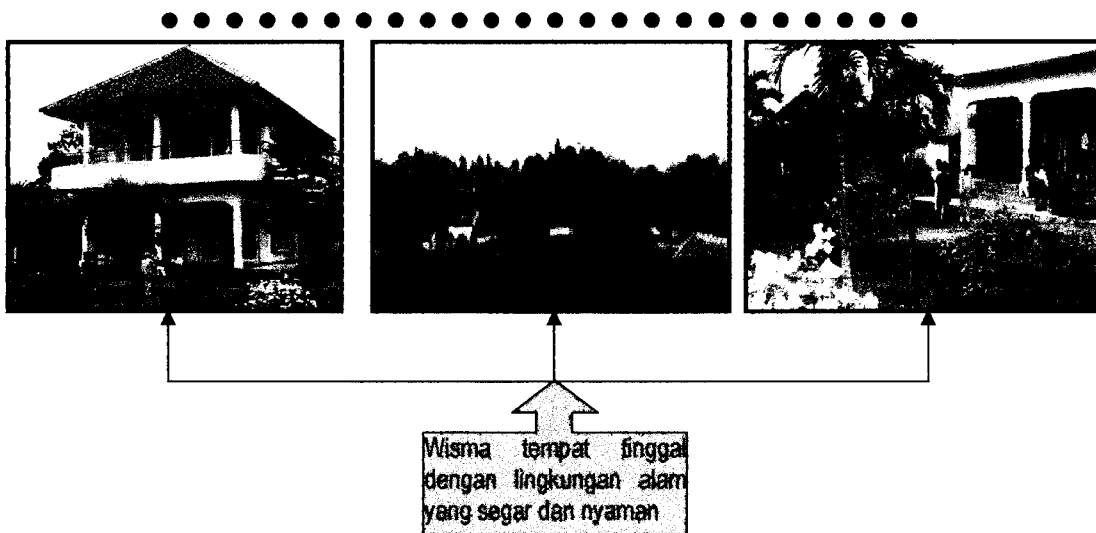 Wisma tempat tinggal
dengan lingkungan alam
yang segar dan nyaman